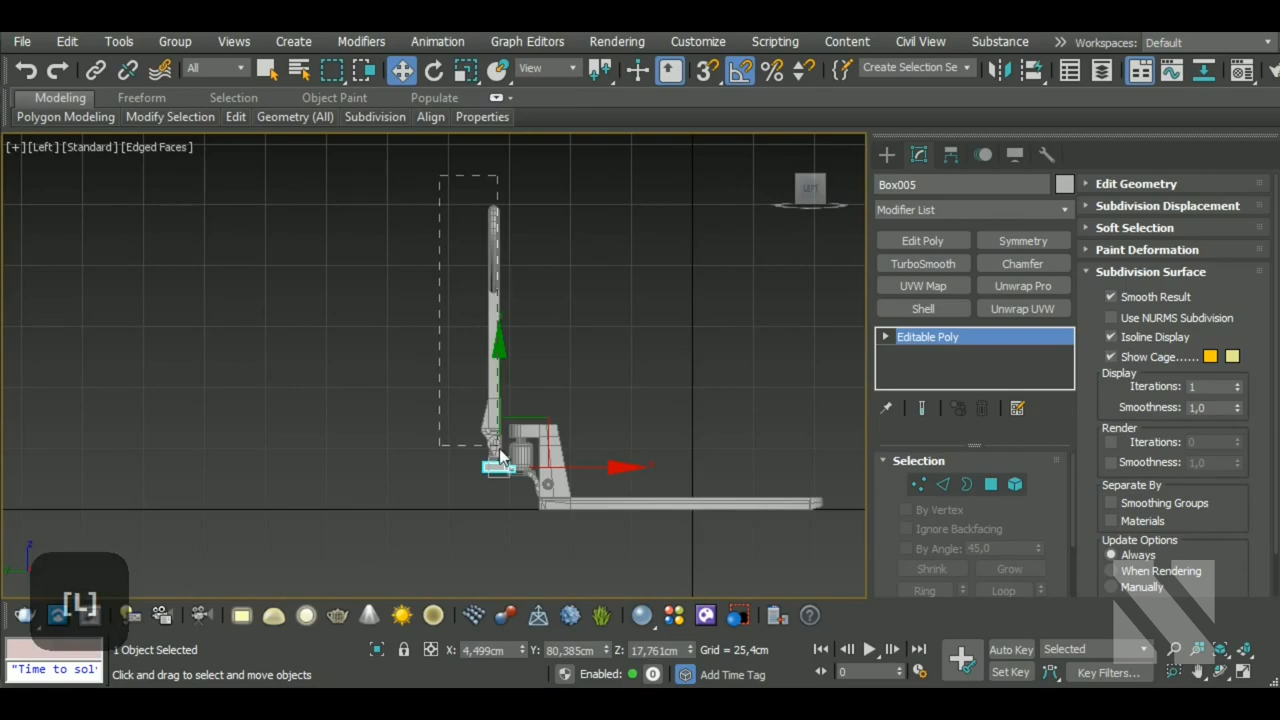 File Edit Tools Group Views Create Modifiers Animation Graph Editors Rendering Customize Scripting Content Civil View Substance Workspaces: Default
All View Create Selection Se
Modeling Freeform Selection Object Paint Populate
Polygon Modeling Modify Selection Edit Geometry (All) Subdivision Align Properties
[+] [Left] [Standard] [Edged Faces]
LEFT
Box005
Modifier List
Edit Poly Symmetry
TurboSmooth Chamfer
UVW Map Unwrap Pro
Shell Unwrap UVW
Editable Poly
Selection
By Vertex
Ignore Backfacing
By Angle: 45,0
Shrink Grow
Ring Loop
Edit Geometry
Subdivision Displacement
Soft Selection
Paint Deformation
Subdivision Surface
Smooth Result
Use NURMS Subdivision
Isoline Display
Show Cage......
Display
Iterations: 1
Smoothness: 1,0
Render
Iterations: 0
Smoothness: 1,0
Separate By
Smoothing Groups
Materials
Update Options
Always
When Rendering
Manually
z
x
[L]
"Time to sol
1 Object Selected
Click and drag to select and move objects
X: 4,499cm Y: 80,385cm Z: 17,761cm Grid = 25,4cm
Enabled: 0 Add Time Tag
0
Auto Key Selected
Set Key Key Filters...